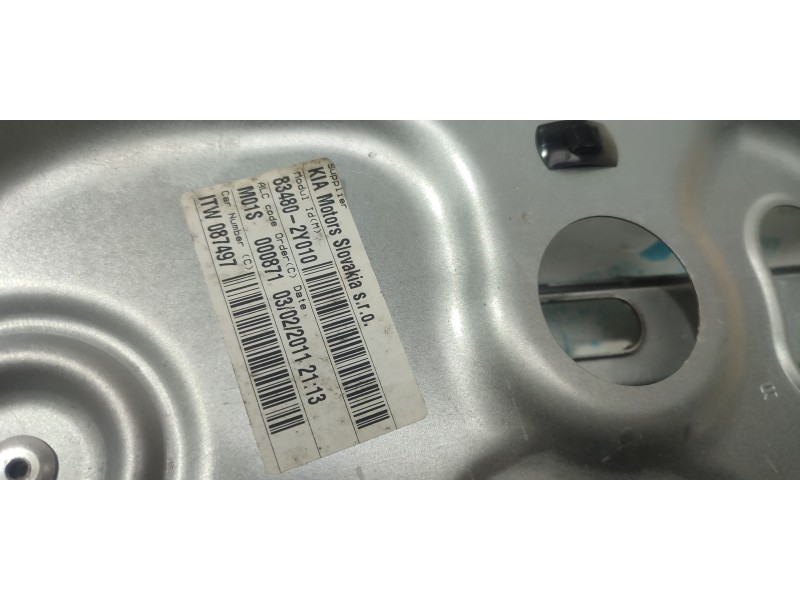 Supplier
KIA Motors Slovakia s.r.o.
Modul Id(M)
83480-2Y010
ALC code Order(C) Date
M01S 000871 03/02/2011 21:13
Car Number (C)
JTW 087497